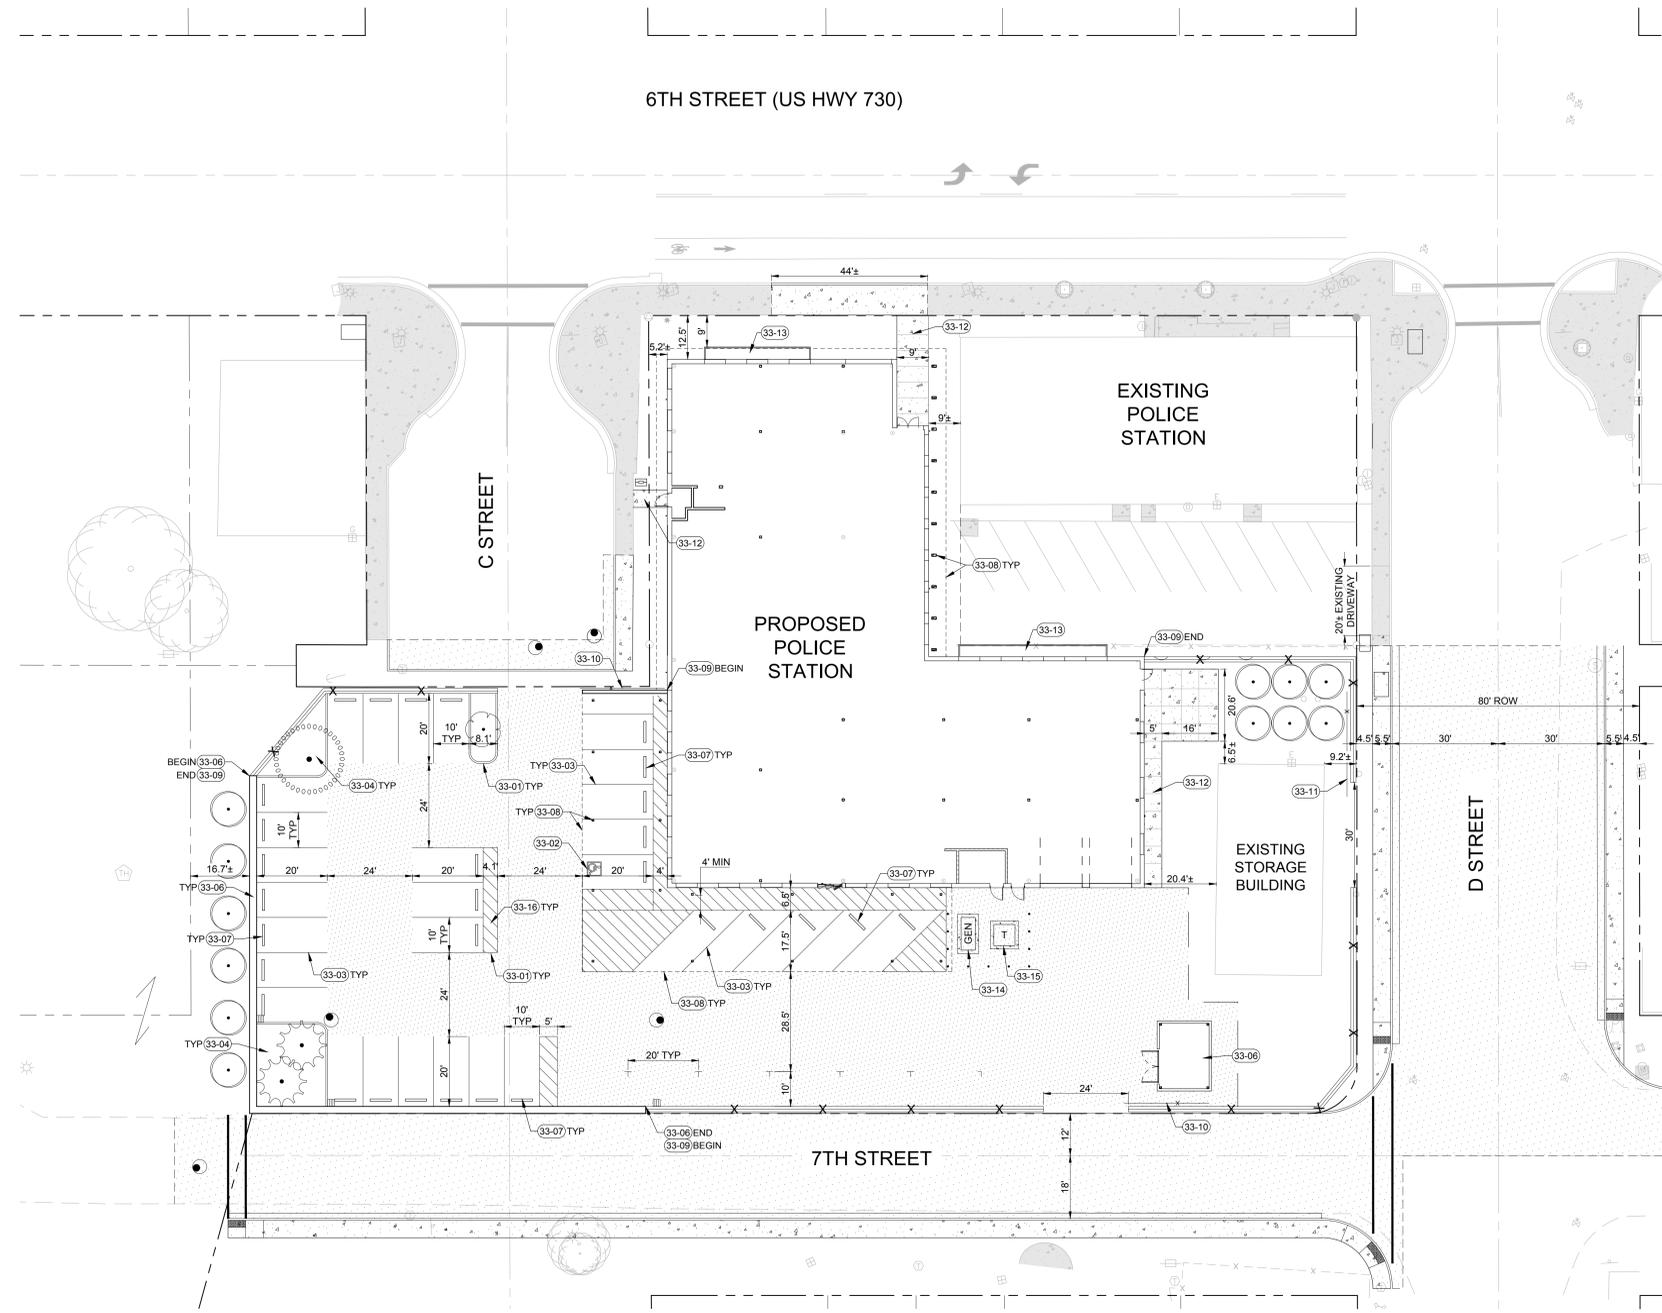 6TH STREET (US HWY 730)
44'±
12.5'
9'
33-13
33-12
5.2'±
9'
9'±
EXISTING
POLICE
STATION
C STREET
33-12
33-08 TYP
20'± EXISTING
DRIVEWAY
PROPOSED
POLICE
STATION
33-13
33-09 END
33-10
33-09 BEGIN
20'
10'
TYP
8.1'
20.6'
5'
16'
6.5'±
80' ROW
4.5'
5.5'
30'
30'
5.5'
4.5'
33-07 TYP
BEGIN 33-06
END 33-09
TYP 33-03
33-04 TYP
33-01 TYP
9.2'±
33-12
33-11
24'
TYP 33-08
10'
TYP
33-02
30'
D STREET
EXISTING
STORAGE
BUILDING
4' MIN
16.7'±
20'
24'
20'
4.1'
24'
20'
4'
33-07 TYP
20.4'±
TYP 33-06
6.5'
33-16 TYP
GEN
T
TYP 33-07
10'
TYP
17.5'
33-03 TYP
33-01 TYP
33-03 TYP
33-14
33-15
33-08 TYP
24'
10'
TYP
5'
28.5'
TYP 33-04
20' TYP
33-06
20'
10'
24'
33-07 TYP
33-06 END
33-09 BEGIN
33-10
12'
7TH STREET
18'
TH